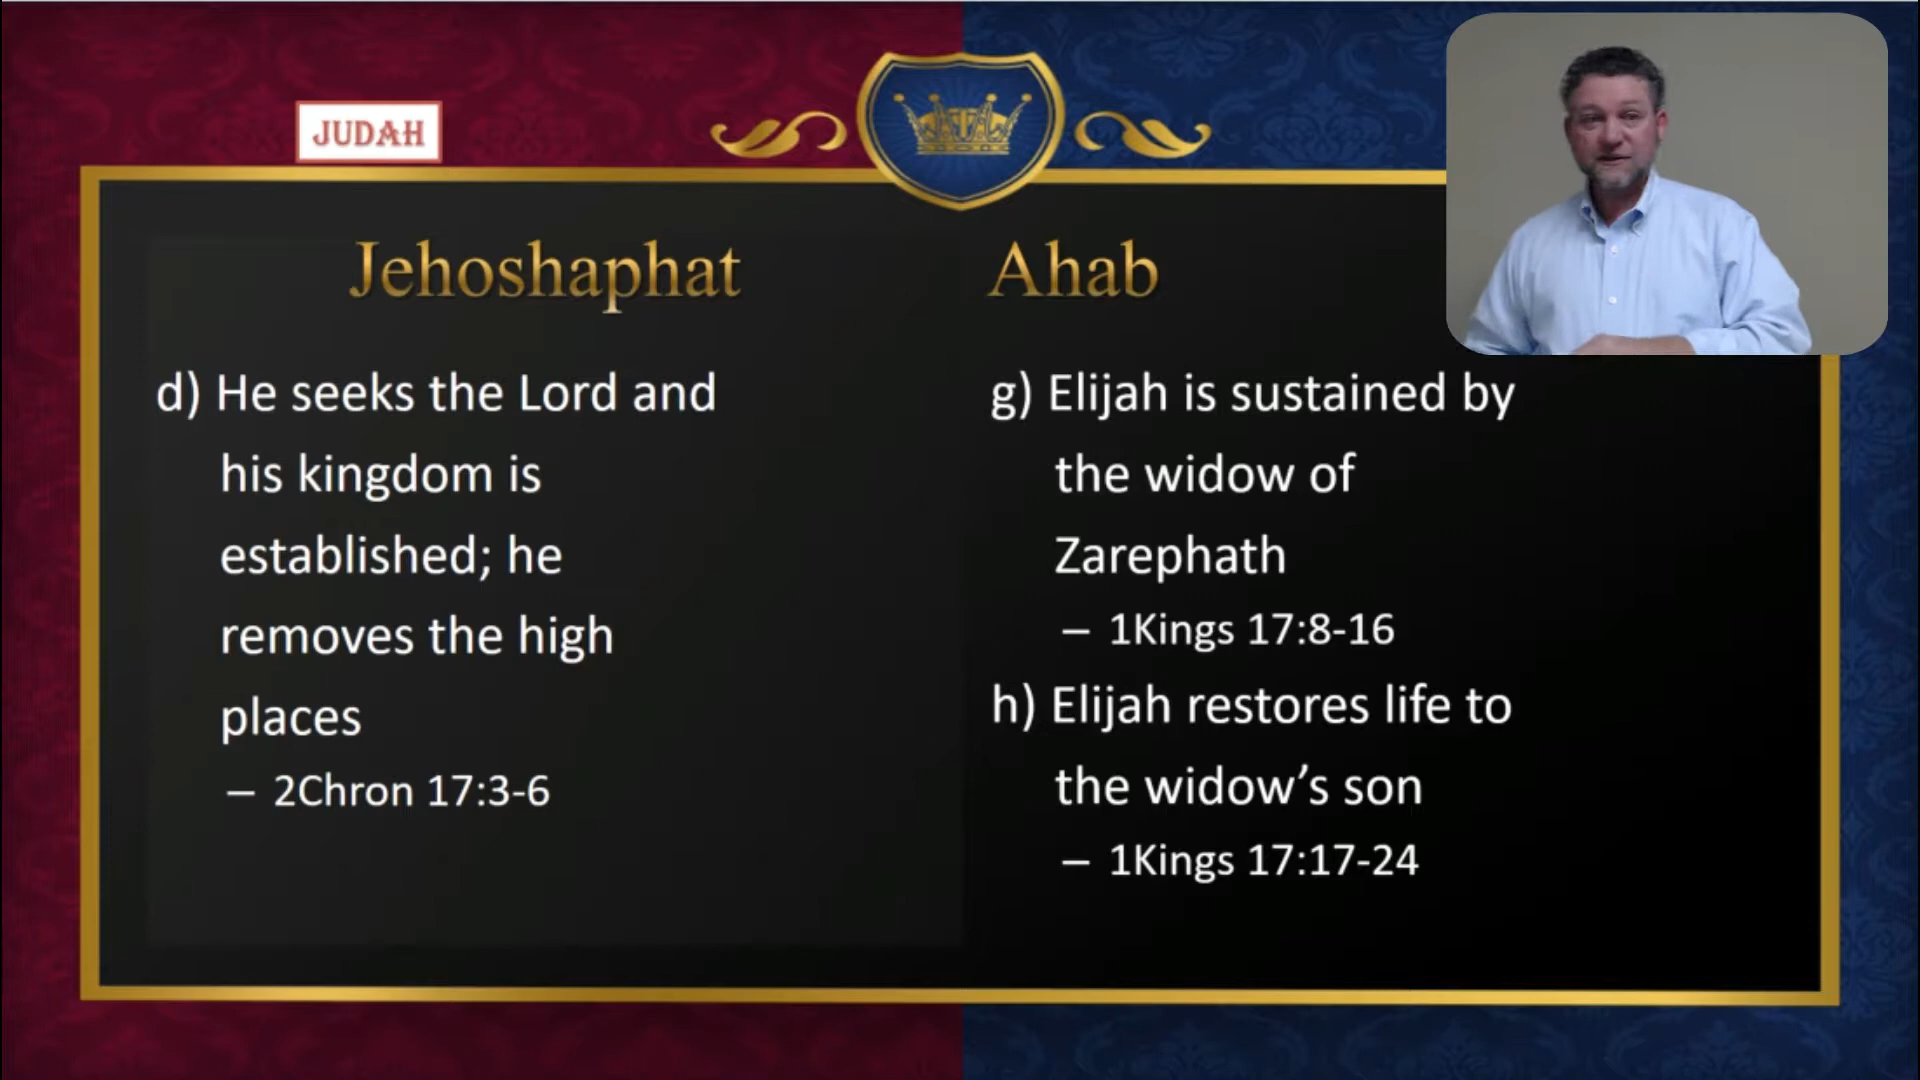 JUDAH
Jehoshaphat
d) He seeks the Lord and
his kingdom is
established; he
removes the high
places
– 2Chron 17:3-6
Ahab
g) Elijah is sustained by
the widow of
Zarephath
– 1Kings 17:8-16
h) Elijah restores life to
the widow’s son
– 1Kings 17:17-24